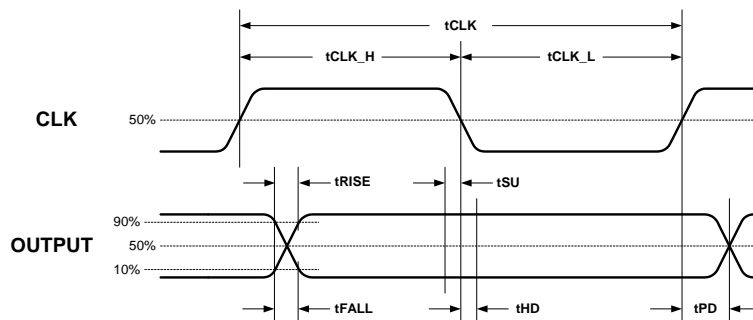 tCLK
tCLK_H
tCLK_L
CLK
50%
tRISE
tSU
90%
OUTPUT
50%
10%
tFALL
tHD
tPD